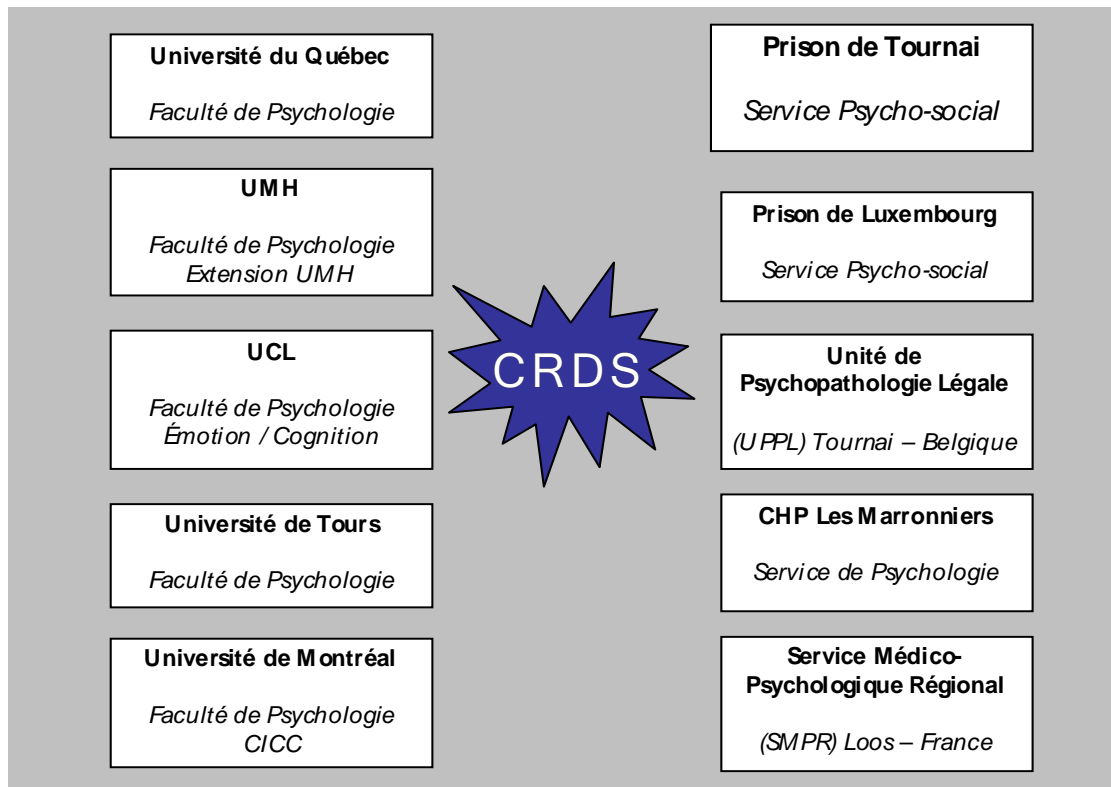 Université du Québec
Faculté de Psychologie
UMH
Faculté de Psychologie
Extension UMH
UCL
Faculté de Psychologie
Émotion / Cognition
Université de Tours
Faculté de Psychologie
Université de Montréal
Faculté de Psychologie
CICC
CRDS
Prison de Tournai
Service Psycho-social
Prison de Luxembourg
Service Psycho-social
Unité de
Psychopathologie Légale
(UPPL) Tournai – Belgique
CHP Les Marronniers
Service de Psychologie
Service Médico-
Psychologique Régional
(SMPR) Loos – France